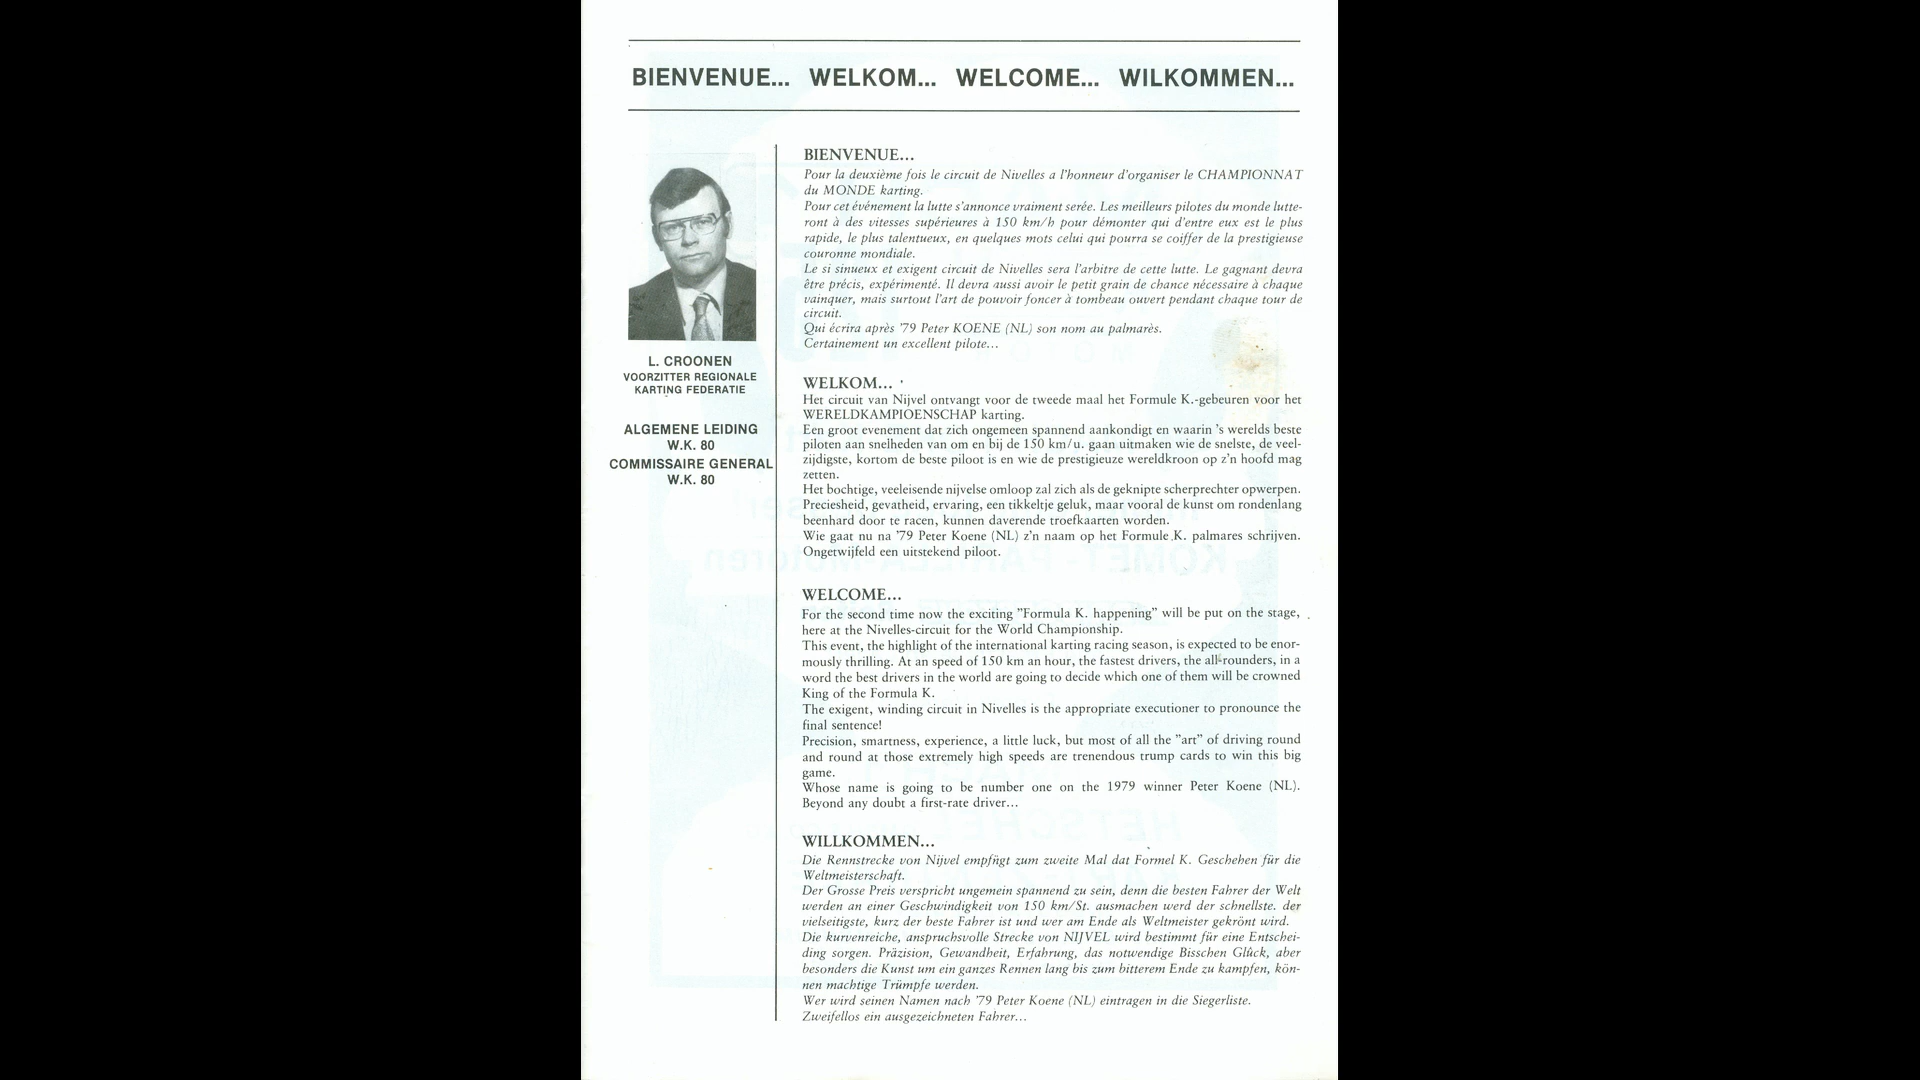 BIENVENUE... WELKOM... WELCOME... WILKOMMEN...
L. CROONEN
VOORZITTER REGIONALE
KARTING FEDERATIE
ALGEMENE LEIDING
W.K. 80
COMMISSAIRE GENERAL
W.K. 80
BIENVENUE...
Pour la deuxième fois le circuit de Nivelles a l'honneur d'organiser le CHAMPIONNAT
du MONDE karting.
Pour cet événement la lutte s'annonce vraiment serée. Les meilleurs pilotes du monde lutte-
ront à des vitesses supérieures à 150 km/h pour démonter qui d'entre eux est le plus
rapide, le plus talentueux, en quelques mots celui qui pourra se coiffer de la prestigieuse
couronne mondiale.
Le si sinueux et exigent circuit de Nivelles sera l'arbitre de cette lutte. Le gagnant devra
être précis, expérimenté. Il devra aussi avoir le petit grain de chance nécessaire à chaque
vainquer, mais surtout l'art de pouvoir foncer à tombeau ouvert pendant chaque tour de
circuit.
Qui écrira après '79 Peter KOENE (NL) son nom au palmarès.
Certainement un excellent pilote...
WELKOM...
Het circuit van Nijvel ontvangt voor de tweede maal het Formule K.-gebeuren voor het
WERELDKAMPIOENSCHAP karting.
Een groot evenement dat zich ongemeen spannend aankondigt en waarin 's werelds beste
piloten aan snelheden van om en bij de 150 km/u. gaan uitmaken wie de snelste, de veel-
zijdigste, kortom de beste piloot is en wie de prestigieuze wereldkroon op z'n hoofd mag
zetten.
Het bochtige, veeleisende nijvelse omloop zal zich als de geknipte scherprechter opwerpen.
Preciesheid, gevatheid, ervaring, een tikkeltje geluk, maar vooral de kunst om rondenlang
beenhard door te racen, kunnen daverende troefkaarten worden.
Wie gaat nu na '79 Peter Koene (NL) z'n naam op het Formule K. palmares schrijven.
Ongetwijfeld een uitstekend piloot.
WELCOME...
For the second time now the exciting "Formula K. happening" will be put on the stage,
here at the Nivelles-circuit for the World Championship.
This event, the highlight of the international karting racing season, is expected to be enor-
mously thrilling. At an speed of 150 km an hour, the fastest drivers, the all-rounders, in a
word the best drivers in the world are going to decide which one of them will be crowned
King of the Formula K.
The exigent, winding circuit in Nivelles is the appropriate executioner to pronounce the
final sentence!
Precision, smartness, experience, a little luck, but most of all the "art" of driving round
and round at those extremely high speeds are trenendous trump cards to win this big
game.
Whose name is going to be number one on the 1979 winner Peter Koene (NL).
Beyond any doubt a first-rate driver...
WILLKOMMEN...
Die Rennstrecke von Nijvel empfñgt zum zweite Mal dat Formel K. Geschehen für die
Weltmeisterschaft.
Der Grosse Preis verspricht ungemein spannend zu sein, denn die besten Fahrer der Welt
werden an einer Geschwindigkeit von 150 km/St. ausmachen werd der schnellste. der
vielseitigste, kurz der beste Fahrer ist und wer am Ende als Weltmeister gekrönt wird.
Die kurvenreiche, anspruchsvolle Strecke von NIJVEL wird bestimmt für eine Entschei-
ding sorgen. Präzision, Gewandheit, Erfahrung, das notwendige Bisschen Glück, aber
besonders die Kunst um ein ganzes Rennen lang bis zum bitterem Ende zu kampfen, kön-
nen machtige Trümpfe werden.
Wer wird seinen Namen nach '79 Peter Koene (NL) eintragen in die Siegerliste.
Zweifellos ein ausgezeichneten Fahrer...